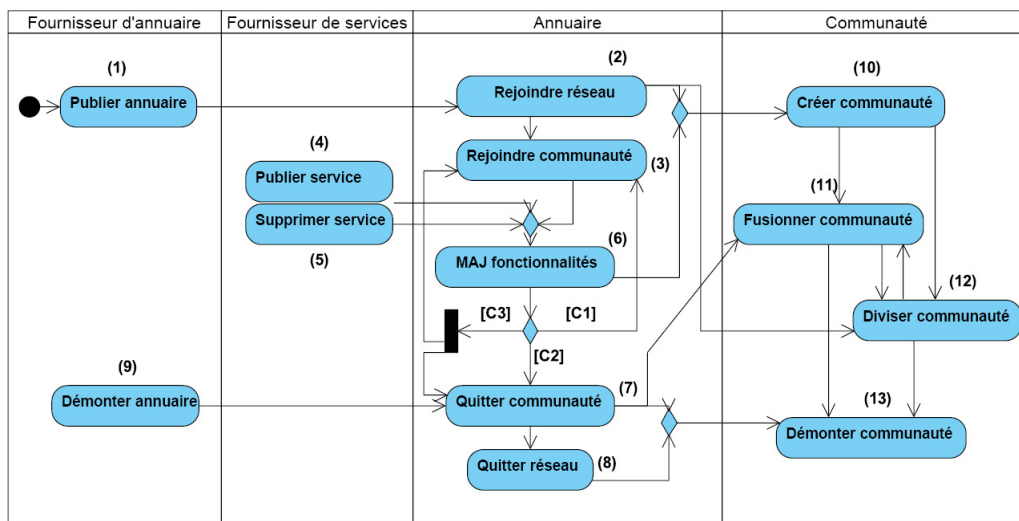 Fournisseur d'annuaire
Fournisseur de services
Annuaire
Communauté
(1)
Publier annuaire
(2)
Rejoindre réseau
(10)
Créer communauté
(4)
Publier service
Rejoindre communauté
(3)
(11)
Fusionner communauté
Supprimer service
(5)
(6)
MAJ fonctionnalités
(12)
Diviser communauté
[C3]
[C1]
[C2]
(9)
Démonter annuaire
(7)
Quitter communauté
(13)
Démonter communauté
Quitter réseau
(8)